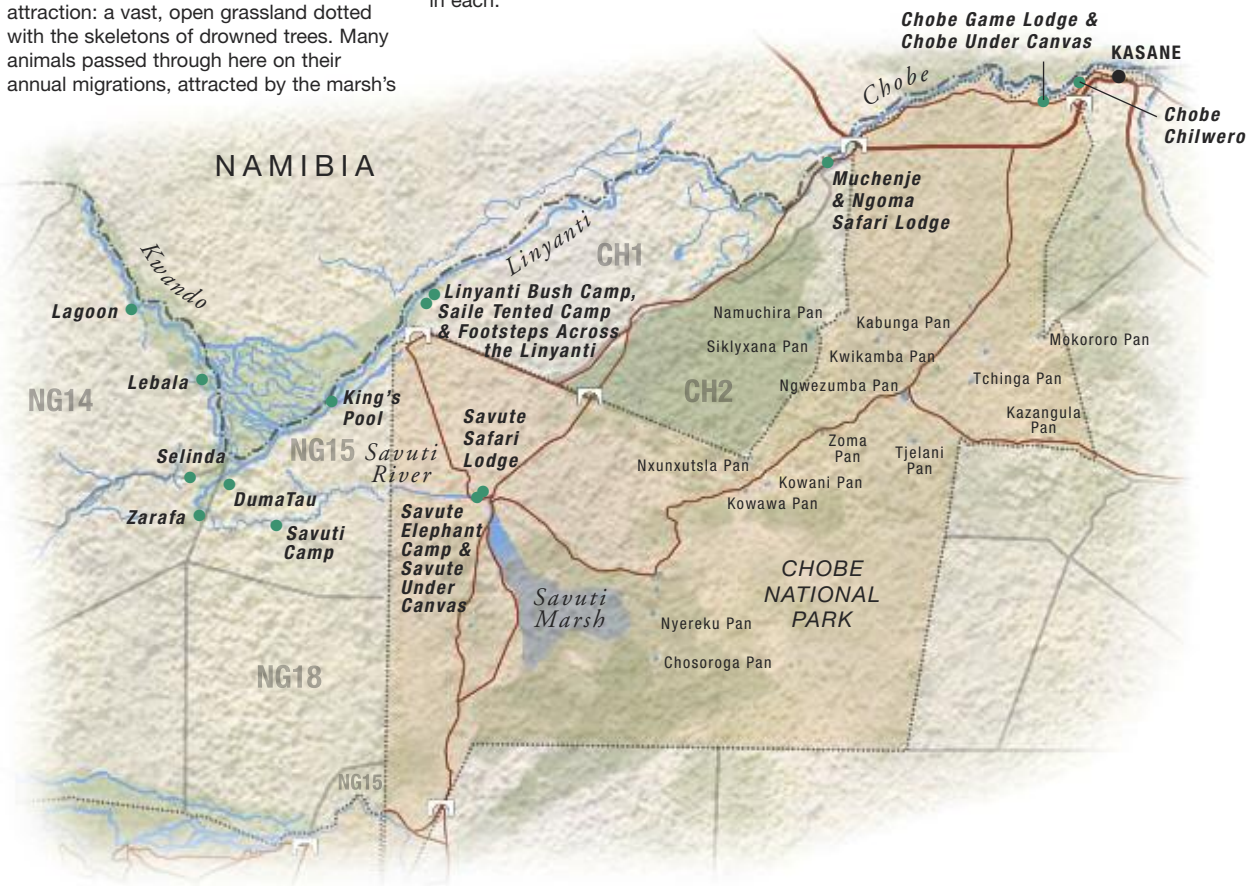 attraction: a vast, open grassland dotted
with the skeletons of drowned trees. Many
animals passed through here on their
annual migrations, attracted by the marsh's
in each.
Chobe Game Lodge &
Chobe Under Canvas
KASANE
Chobe
Chobe
Chilwero
NAMIBIA
Muchenje
& Ngoma
Safari Lodge
Linyanti
CH1
Kwando
Lagoon
Linyanti Bush Camp,
Saile Tented Camp
& Footsteps Across
the Linyanti
Namuchira Pan
Kabunga Pan
Siklyxana Pan
Kwikamba Pan
Mokororo Pan
Lebala
NG14
King's
Pool
CH2
Ngwezumba Pan
Tchinga Pan
Kazangula
Pan
NG15
Savuti
River
Savute
Safari
Lodge
Zoma
Pan
Tjelani
Pan
Selinda
Nxunxutsla Pan
Kowani Pan
Kowawa Pan
DumaTau
Zarafa
Savuti
Camp
Savute
Elephant
Camp &
Savute
Under
Canvas
Savuti
Marsh
CHOBE
NATIONAL
PARK
Nyereku Pan
Chosoroga Pan
NG18
NG15